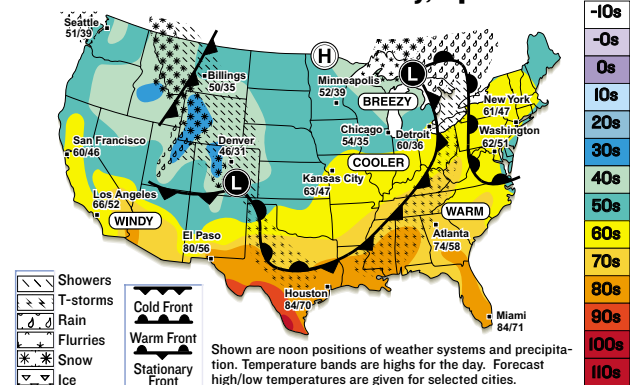 Seattle
51/39
Billings
50/35
H
Minneapolis
52/39
L
BREEZY
New York
61/47
Washington
62/51
San Francisco
60/46
Denver
46/31
Chicago
54/35
Detroit
60/36
COOLER
Kansas City
63/47
L
Los Angeles
66/52
WINDY
El Paso
80/56
WARM
Atlanta
74/58
Houston
84/70
Miami
84/71
-10s
-0s
0s
10s
20s
30s
40s
50s
60s
70s
80s
90s
100s
110s
Showers
T-storms
Rain
Flurries
Snow
Ice
Cold Front
Warm Front
Stationary
Front
Shown are noon positions of weather systems and precipita-
tion. Temperature bands are highs for the day. Forecast
high/low temperatures are given for selected cities.